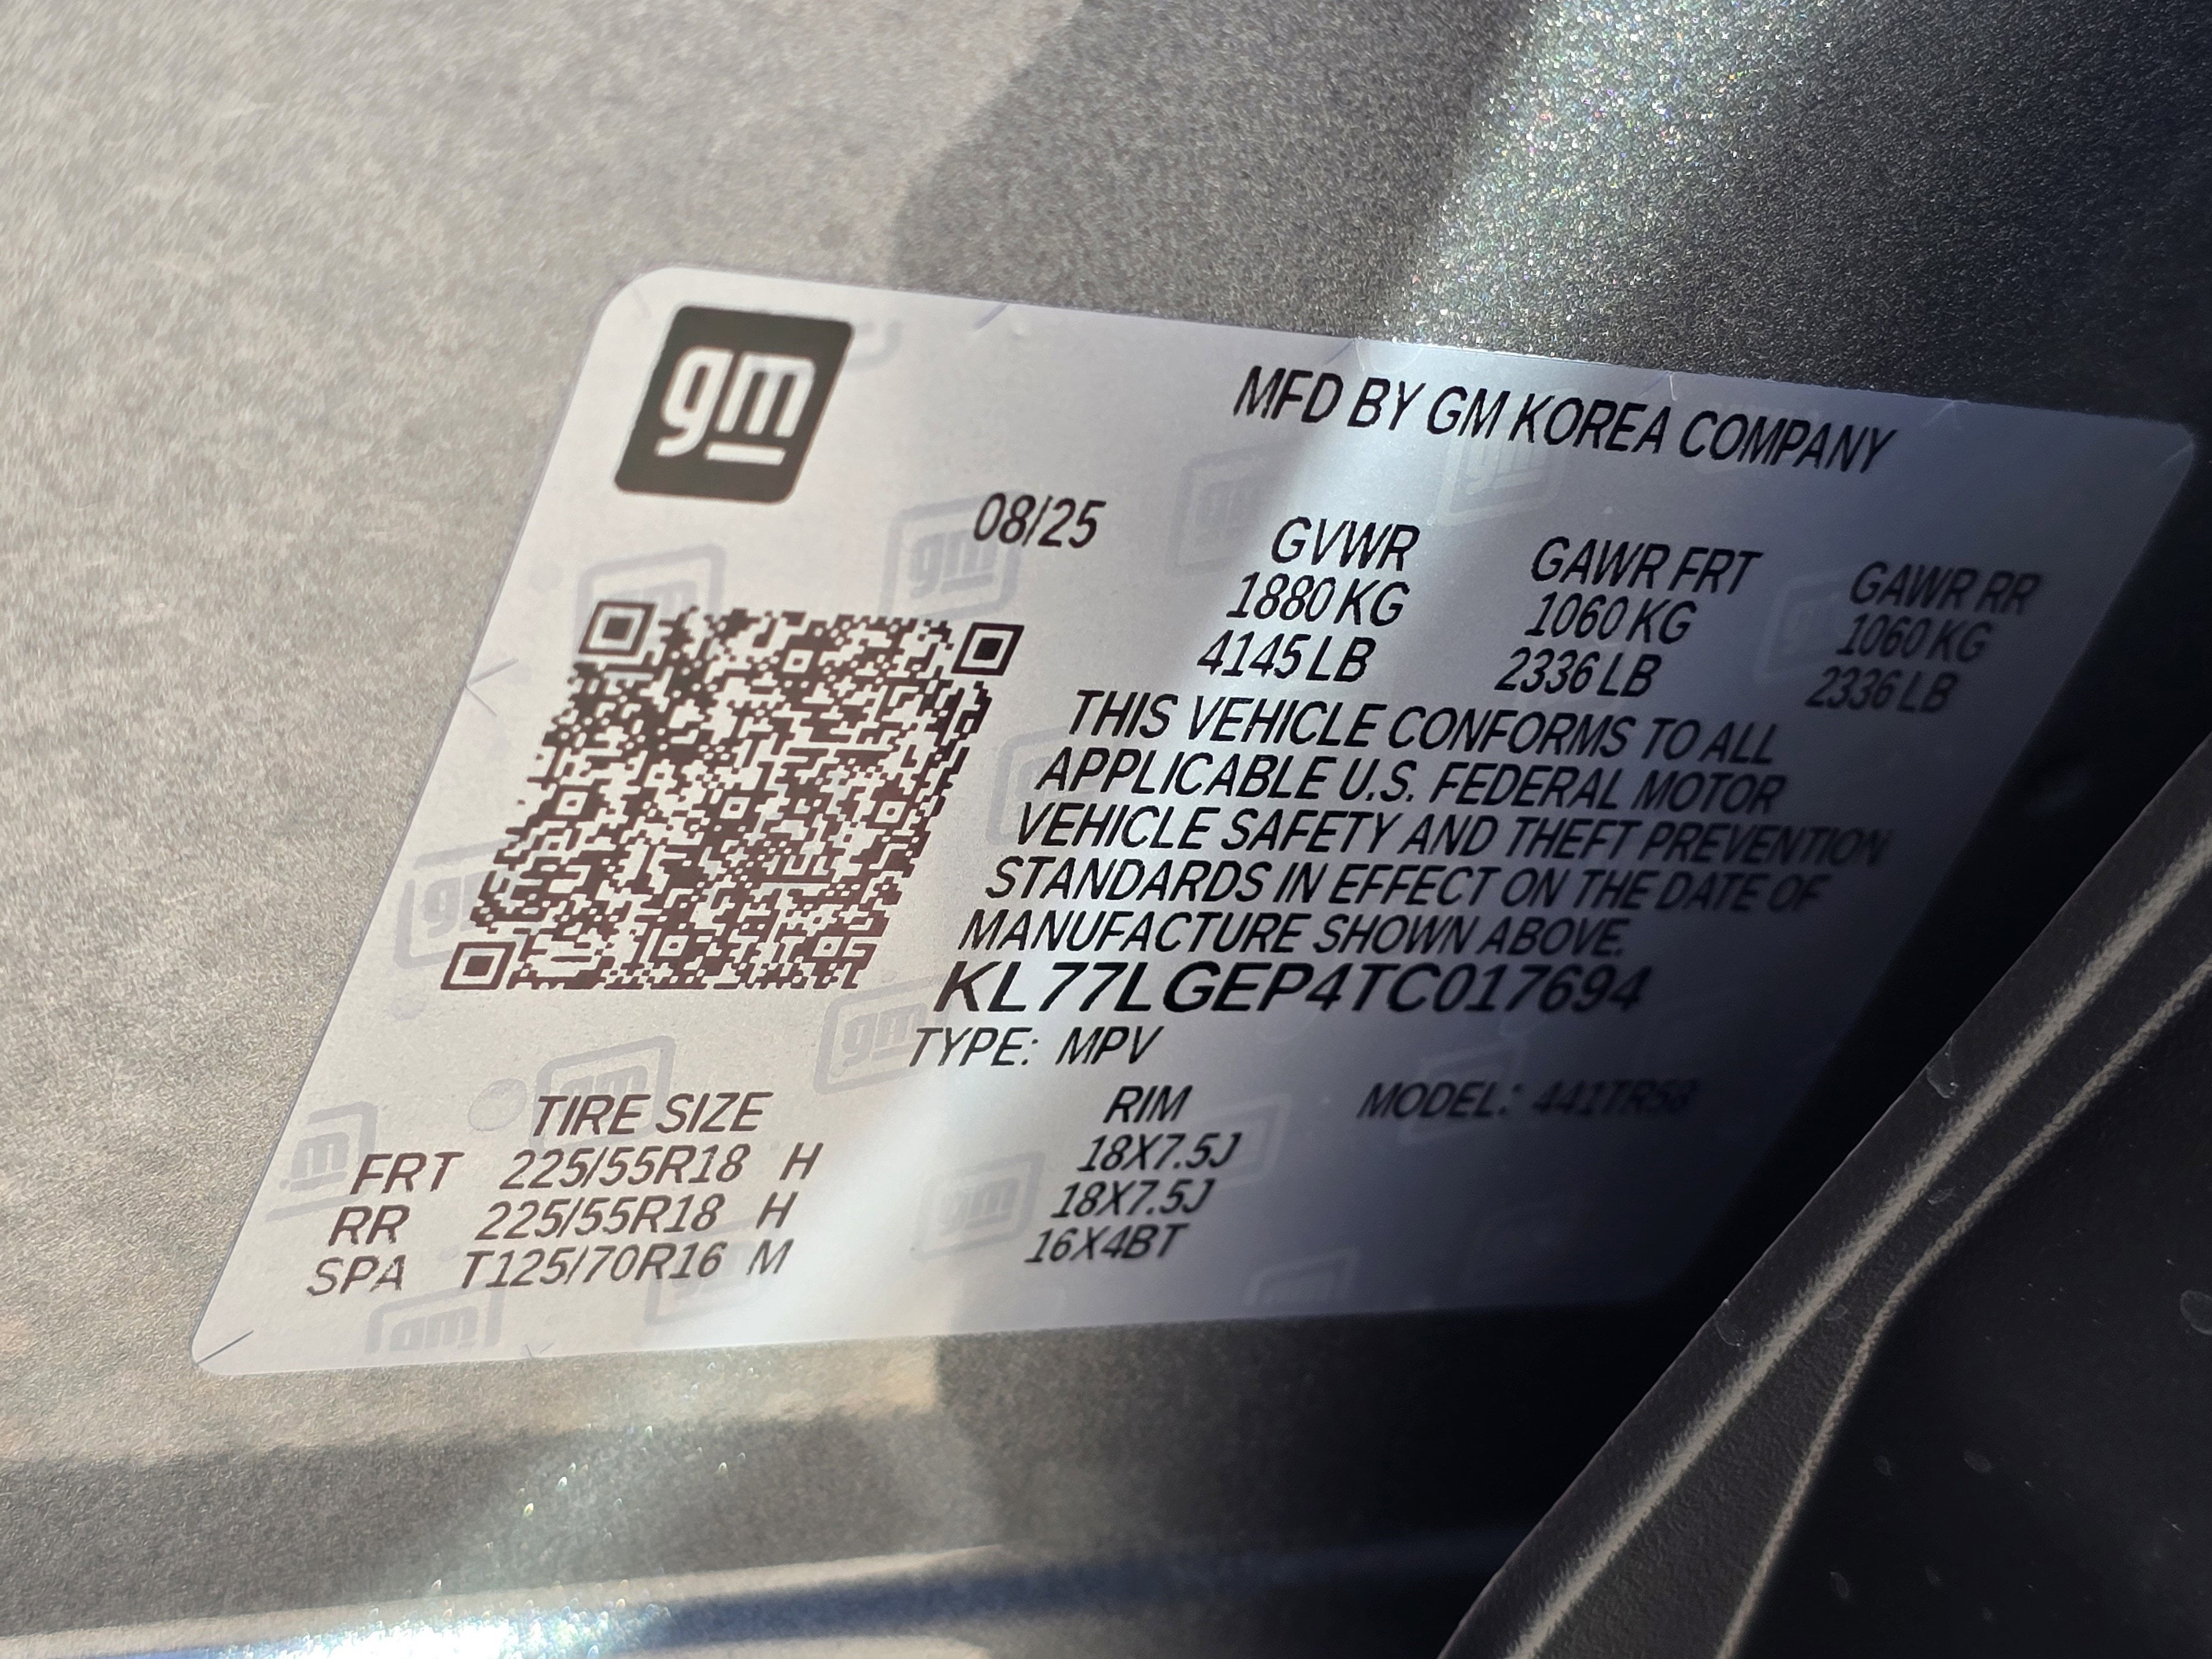 gm
MFD BY GM KOREA COMPANY
08/25
GVWR GAWR FRT GAWR RR
1880 KG 1060 KG 1060 KG
4145 LB 2336 LB 2336 LB
THIS VEHICLE CONFORMS TO ALL
APPLICABLE U.S. FEDERAL MOTOR
VEHICLE SAFETY AND THEFT PREVENTION
STANDARDS IN EFFECT ON THE DATE OF
MANUFACTURE SHOWN ABOVE.
KL77LGEP4TC017694
TYPE: MPV
MODEL: 441TR58
TIRE SIZE RIM
FRT 225/55R18 H 18X7.5J
RR 225/55R18 H 18X7.5J
SPA T125/70R16 M 16X4BT